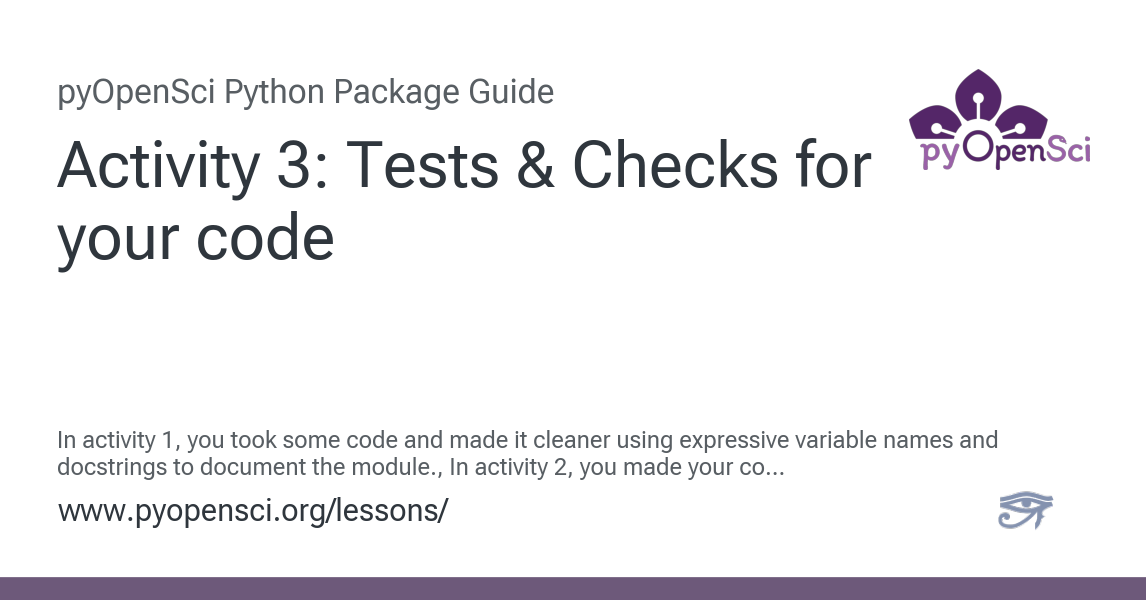 pyOpenSci Python Package Guide
Activity 3: Tests & Checks for
your code
pyOpenSci
In activity 1, you took some code and made it cleaner using expressive variable names and
docstrings to document the module., In activity 2, you made your co...
www.pyopensci.org/lessons/